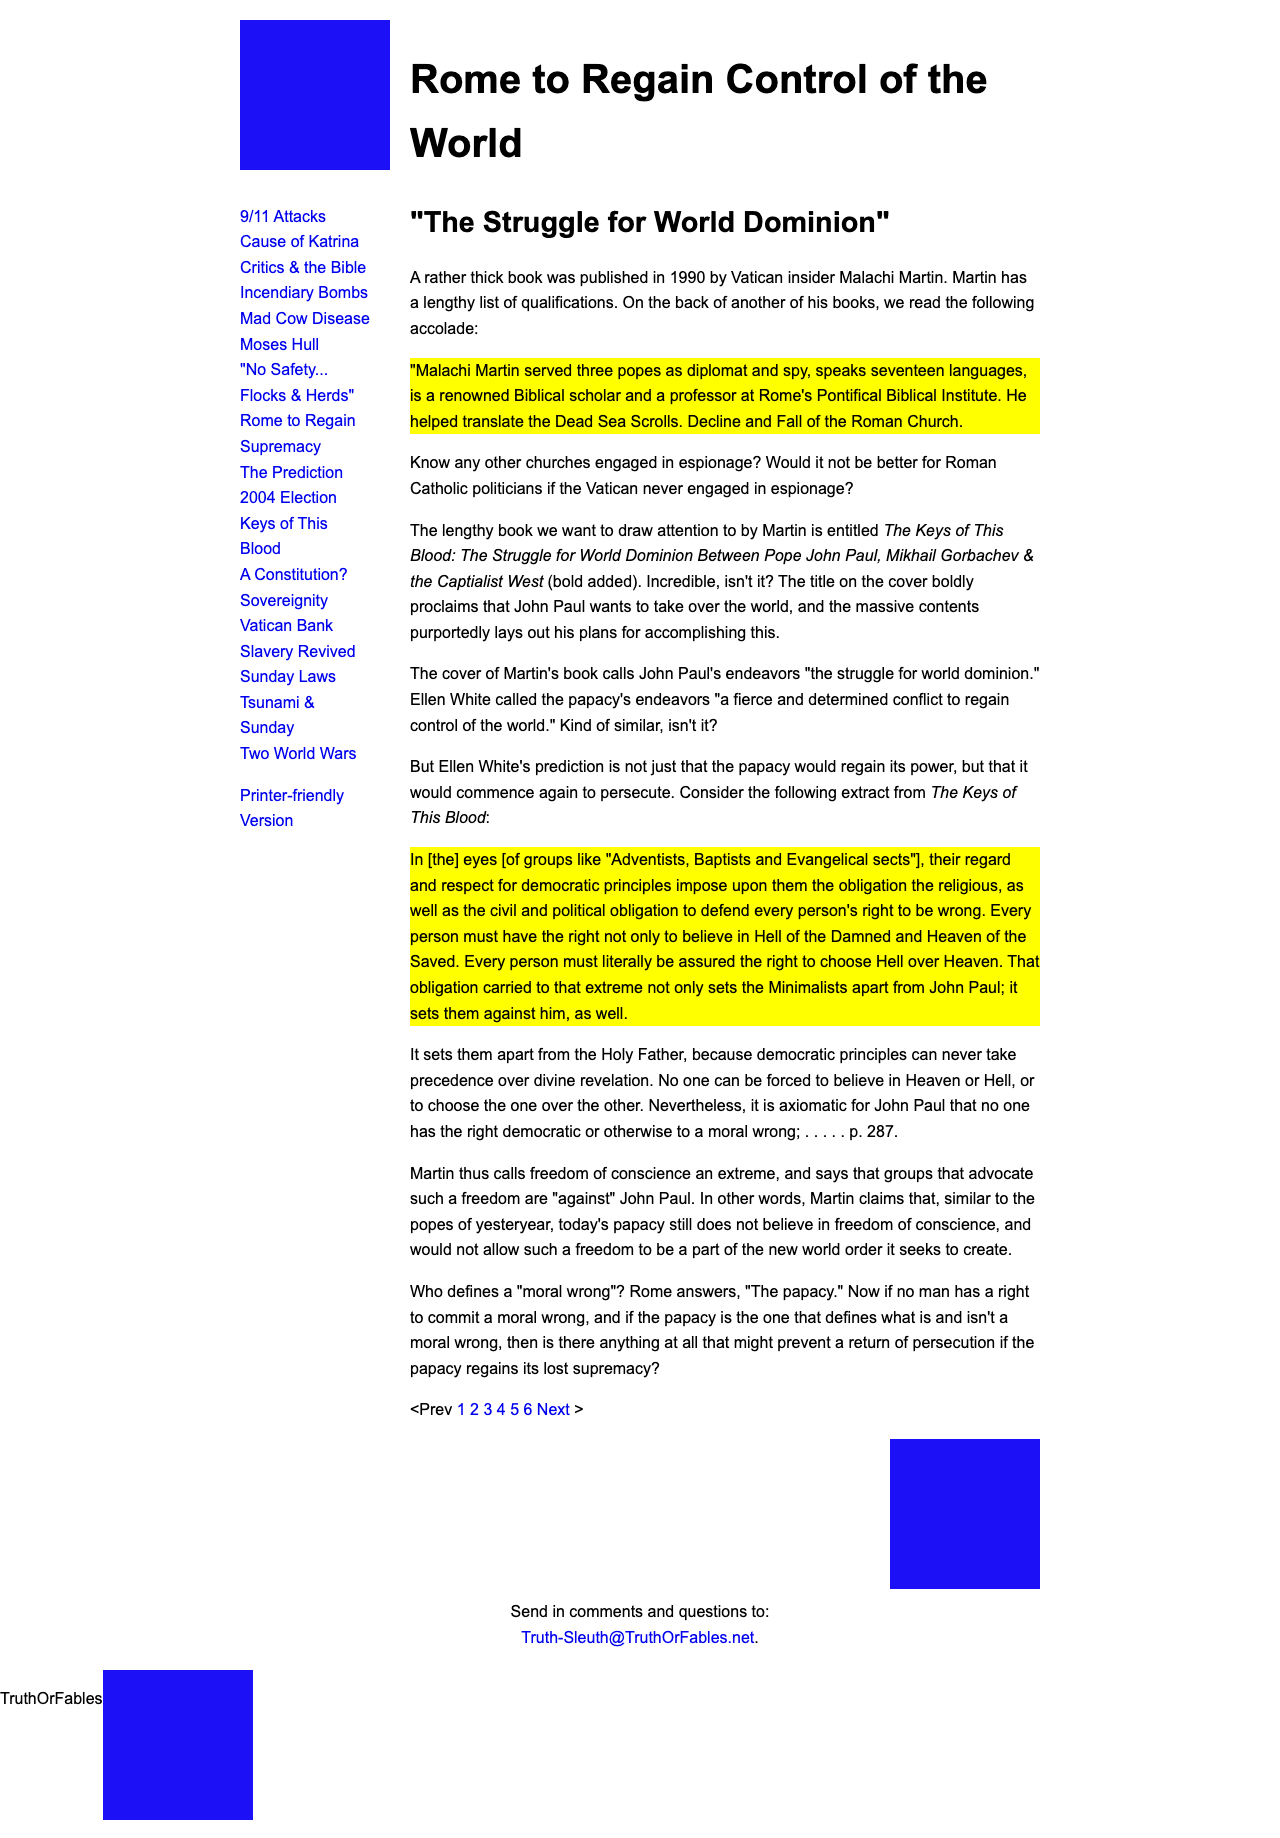 Rome to Regain Control of the
World
9/11 Attacks
Cause of Katrina
Critics & the Bible
Incendiary Bombs
Mad Cow Disease
Moses Hull
"No Safety...
Flocks & Herds"
Rome to Regain
Supremacy
The Prediction
2004 Election
Keys of This
Blood
A Constitution?
Sovereignity
Vatican Bank
Slavery Revived
Sunday Laws
Tsunami &
Sunday
Two World Wars
Printer-friendly
Version
"The Struggle for World Dominion"
A rather thick book was published in 1990 by Vatican insider Malachi Martin. Martin has
a lengthy list of qualifications. On the back of another of his books, we read the following
accolade:
"Malachi Martin served three popes as diplomat and spy, speaks seventeen languages,
is a renowned Biblical scholar and a professor at Rome's Pontifical Biblical Institute. He
helped translate the Dead Sea Scrolls. Decline and Fall of the Roman Church.
Know any other churches engaged in espionage? Would it not be better for Roman
Catholic politicians if the Vatican never engaged in espionage?
The lengthy book we want to draw attention to by Martin is entitled The Keys of This
Blood: The Struggle for World Dominion Between Pope John Paul, Mikhail Gorbachev &
the Captialist West (bold added). Incredible, isn't it? The title on the cover boldly
proclaims that John Paul wants to take over the world, and the massive contents
purportedly lays out his plans for accomplishing this.
The cover of Martin's book calls John Paul's endeavors "the struggle for world dominion."
Ellen White called the papacy's endeavors "a fierce and determined conflict to regain
control of the world." Kind of similar, isn't it?
But Ellen White's prediction is not just that the papacy would regain its power, but that it
would commence again to persecute. Consider the following extract from The Keys of
This Blood:
In [the] eyes [of groups like "Adventists, Baptists and Evangelical sects"], their regard
and respect for democratic principles impose upon them the obligation the religious, as
well as the civil and political obligation to defend every person's right to be wrong. Every
person must have the right not only to believe in Hell of the Damned and Heaven of the
Saved. Every person must literally be assured the right to choose Hell over Heaven. That
obligation carried to that extreme not only sets the Minimalists apart from John Paul; it
sets them against him, as well.
It sets them apart from the Holy Father, because democratic principles can never take
precedence over divine revelation. No one can be forced to believe in Heaven or Hell, or
to choose the one over the other. Nevertheless, it is axiomatic for John Paul that no one
has the right democratic or otherwise to a moral wrong; . . . . . p. 287.
Martin thus calls freedom of conscience an extreme, and says that groups that advocate
such a freedom are "against" John Paul. In other words, Martin claims that, similar to the
popes of yesteryear, today's papacy still does not believe in freedom of conscience, and
would not allow such a freedom to be a part of the new world order it seeks to create.
Who defines a "moral wrong"? Rome answers, "The papacy." Now if no man has a right
to commit a moral wrong, and if the papacy is the one that defines what is and isn't a
moral wrong, then is there anything at all that might prevent a return of persecution if the
papacy regains its lost supremacy?
<Prev 1 2 3 4 5 6 Next >
Send in comments and questions to:
Truth-Sleuth@TruthOrFables.net.
TruthOrFables